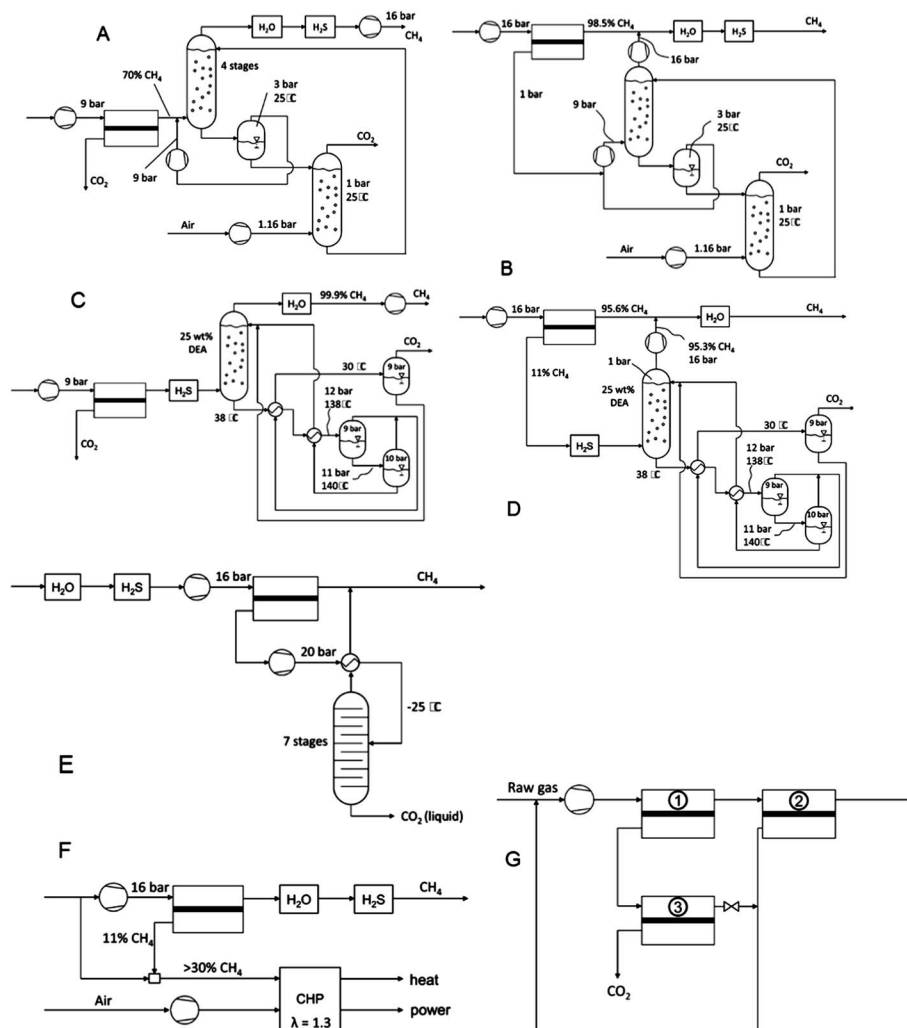 A
16 bar
H₂O
H₂S
CH₄
70% CH₄
4 stages
3 bar
25 °C
9 bar
CO₂
CO₂
9 bar
1 bar
25 °C
Air
1.16 bar
B
16 bar
98.5% CH₄
H₂O
H₂S
CH₄
16 bar
1 bar
9 bar
3 bar
25 °C
CO₂
1 bar
25 °C
Air
1.16 bar
C
H₂O
99.9% CH₄
CH₄
25 wt%
DEA
CO₂
30 °C
9 bar
9 bar
H₂S
12 bar
138 °C
CO₂
38 °C
9 bar
10 bar
11 bar
140 °C
D
16 bar
95.6% CH₄
H₂O
CH₄
95.3% CH₄
16 bar
11% CH₄
1 bar
25 wt%
DEA
CO₂
30 °C
9 bar
H₂S
12 bar
138 °C
38 °C
9 bar
10 bar
11 bar
140 °C
E
H₂O
H₂S
16 bar
CH₄
20 bar
-25 °C
7 stages
CO₂ (liquid)
F
16 bar
H₂O
H₂S
CH₄
11% CH₄
>30% CH₄
heat
Air
CHP
λ = 1.3
power
G
Raw gas
1
2
3
CO₂